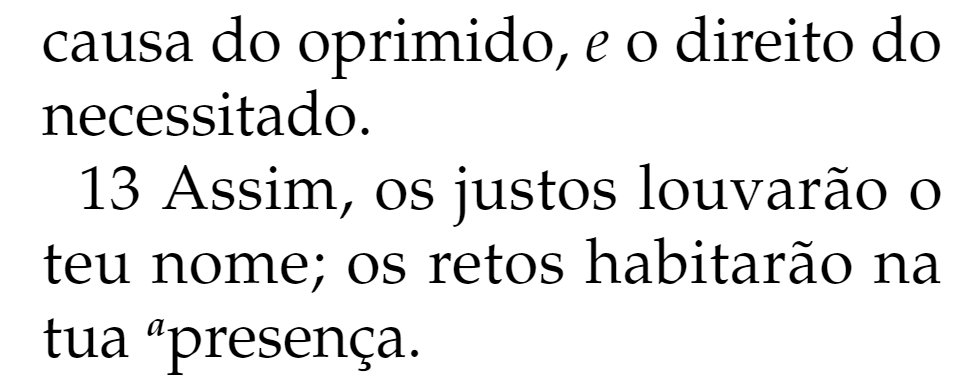 causa do oprimido, e o direito do
necessitado.
13 Assim, os justos louvarão o
teu nome; os retos habitarão na
tua ᵃpresença.